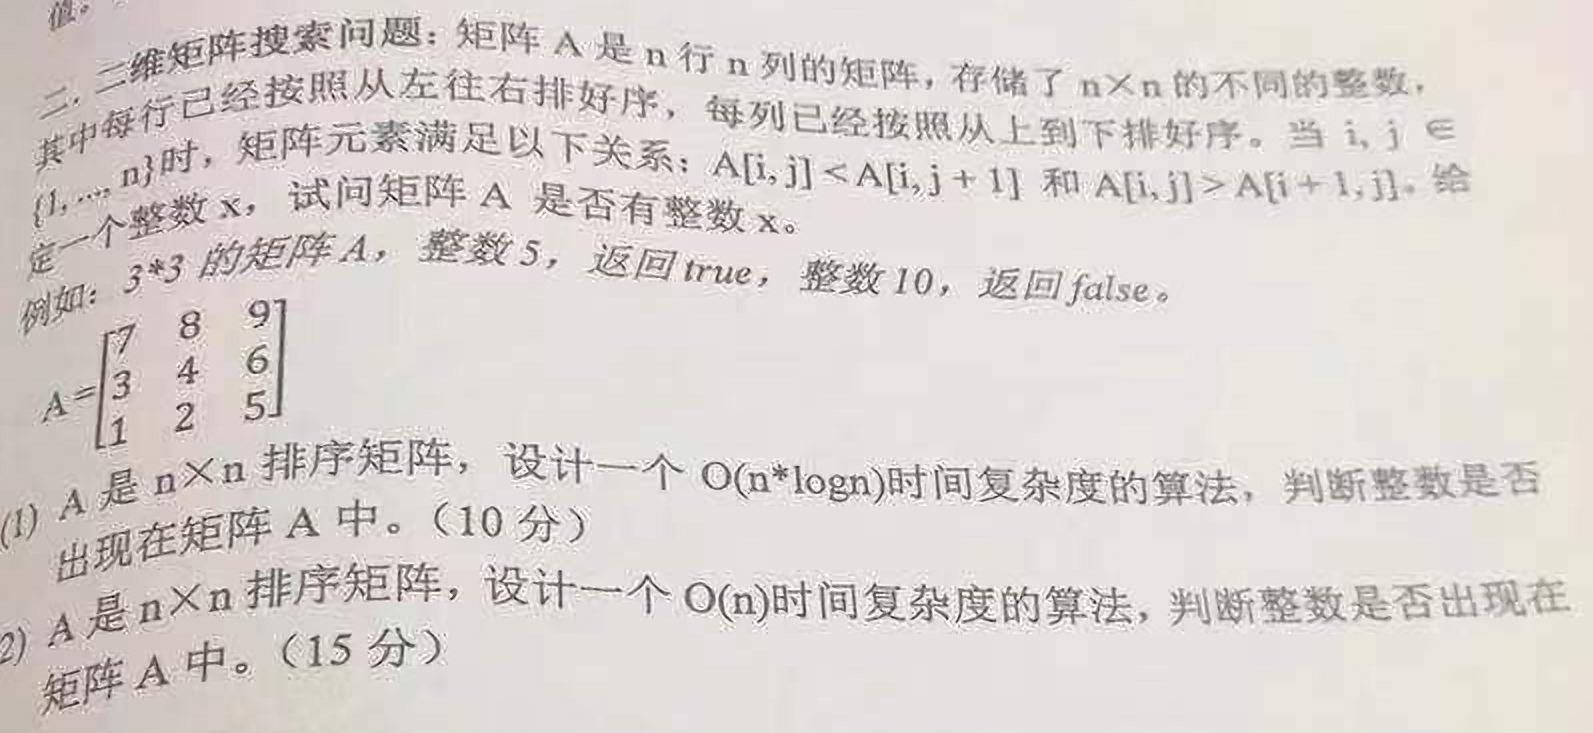 值。
二. 二维矩阵搜索问题：矩阵 A 是 n 行 n 列的矩阵，存储了 n×n 的不同的整数，
其中每行已经按照从左往右排好序，每列已经按照从上到下排好序。当 i, j ∈
{1,..., n}时，矩阵元素满足以下关系：A[i, j] < A[i, j + 1] 和 A[i, j] > A[i + 1, j]。给
定一个整数 x，试问矩阵 A 是否有整数 x。
例如：3*3 的矩阵 A，整数 5，返回 true，整数 10，返回 false。
7 8 9
A= 3 4 6
1 2 5
(1) A 是 n×n 排序矩阵，设计一个 O(n*logn)时间复杂度的算法，判断整数是否
出现在矩阵 A 中。（10 分）
2) A 是 n×n 排序矩阵，设计一个 O(n)时间复杂度的算法，判断整数是否出现在
矩阵 A 中。（15 分）